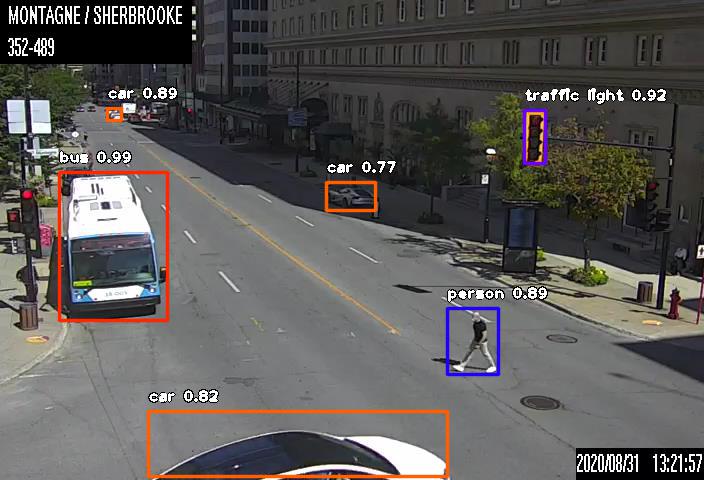 MONTAGNE / SHERBROOKE
352-489
car 0.89
traffic light 0.92
bus 0.99
car 0.77
person 0.89
car 0.82
2020/08/31 13:21:57